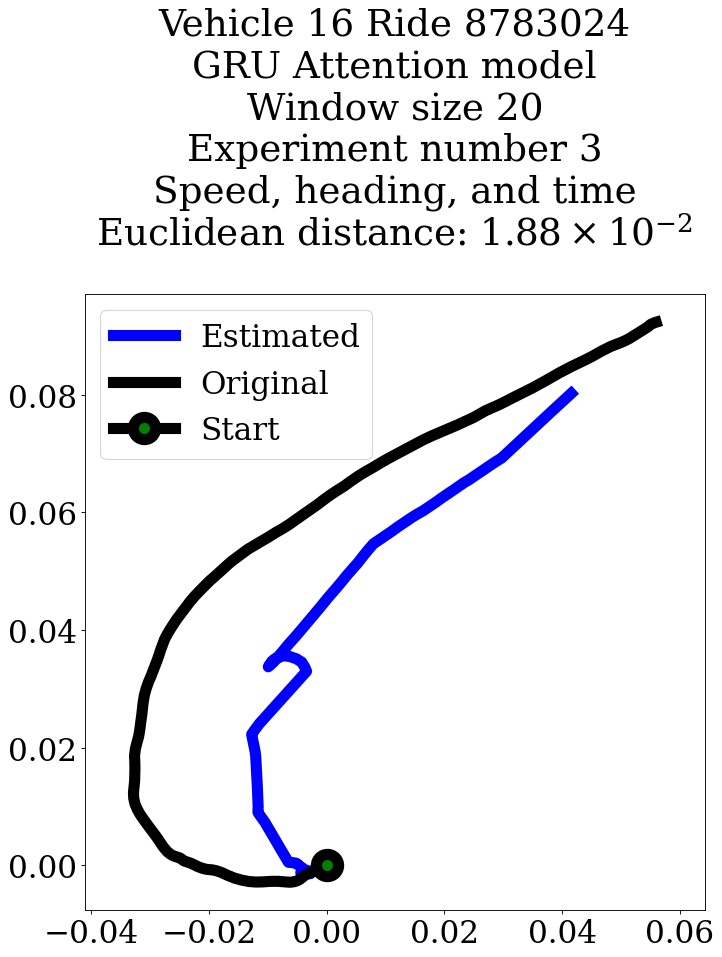 Vehicle 16 Ride 8783024
GRU Attention model
Window size 20
Experiment number 3
Speed, heading, and time
Euclidean distance: 1.88 × 10⁻²
Estimated
Original
Start
0.08
0.06
0.04
0.02
0.00
−0.04 −0.02 0.00 0.02 0.04 0.06